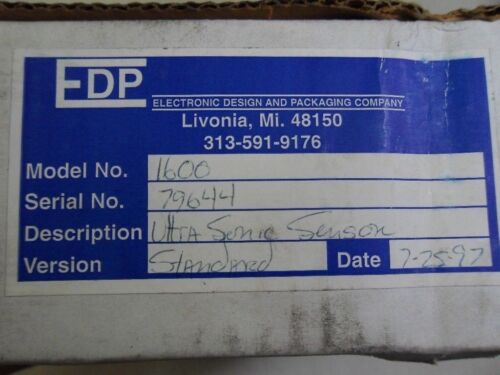 EDP
ELECTRONIC DESIGN AND PACKAGING COMPANY
Livonia, Mi. 48150
313-591-9176
Model No. 1600
Serial No. 79644
Description Ultra Sonic Sensor
Version Standard Date 7-25-97